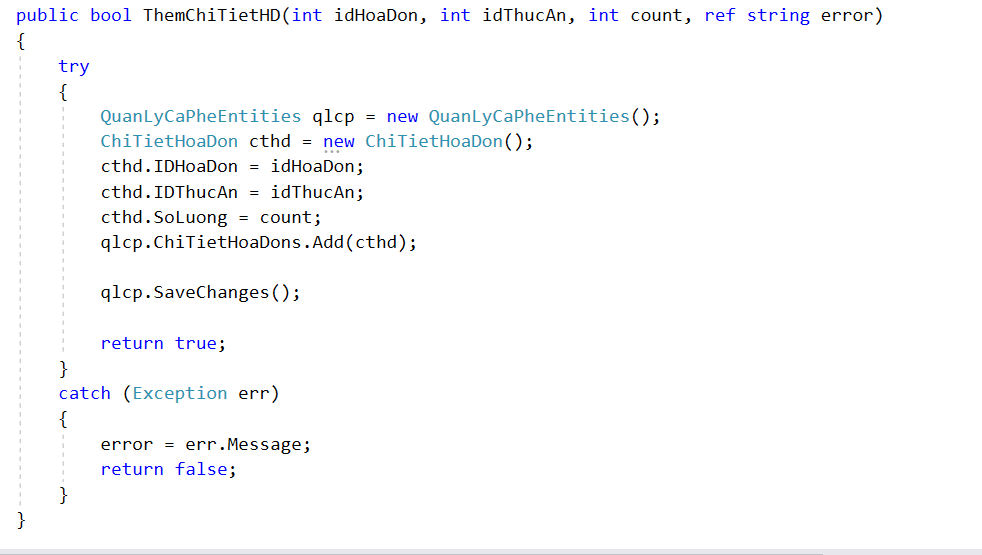 public bool ThemChiTietHD(int idHoaDon, int idThucAn, int count, ref string error)
{
try
{
QuanLyCaPheEntities qlcp = new QuanLyCaPheEntities();
ChiTietHoaDon cthd = new ChiTietHoaDon();
cthd.IDHoaDon = idHoaDon;
cthd.IDThucAn = idThucAn;
cthd.SoLuong = count;
qlcp.ChiTietHoaDons.Add(cthd);
qlcp.SaveChanges();
return true;
}
catch (Exception err)
{
error = err.Message;
return false;
}
}